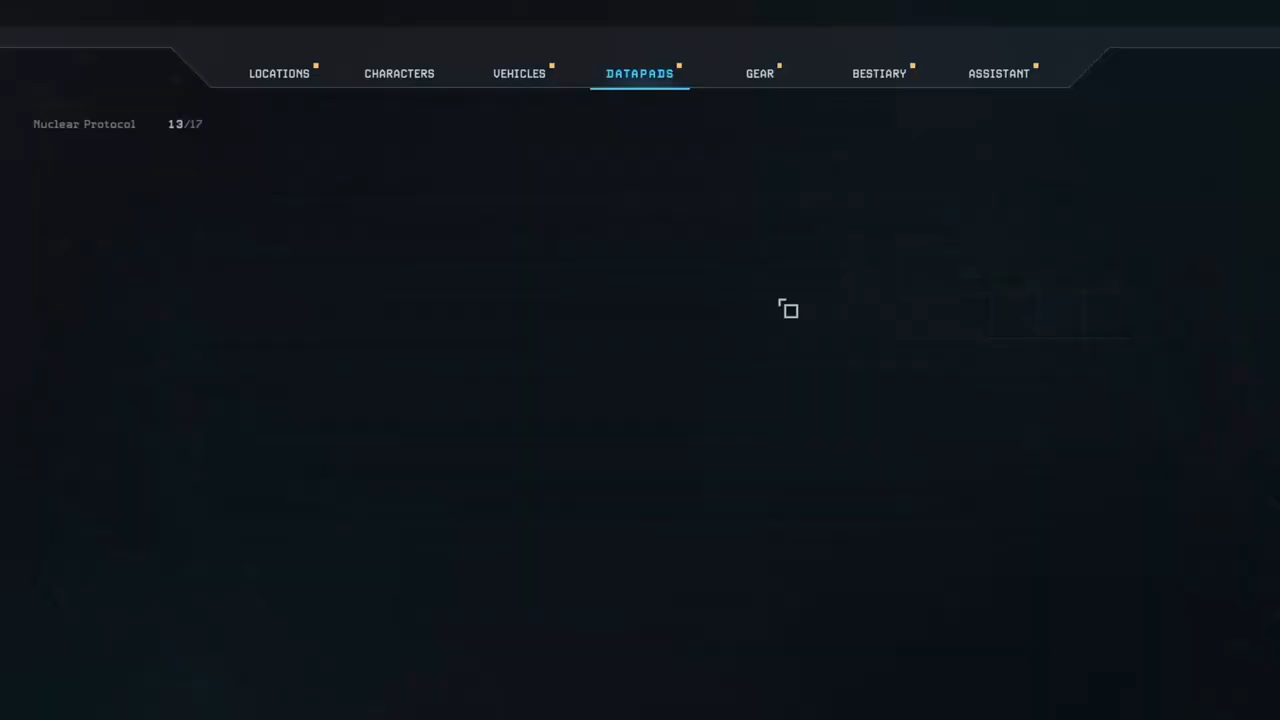 LOCATIONS CHARACTERS VEHICLES DATAPADS GEAR BESTIARY ASSISTANT
Nuclear Protocol 13/17